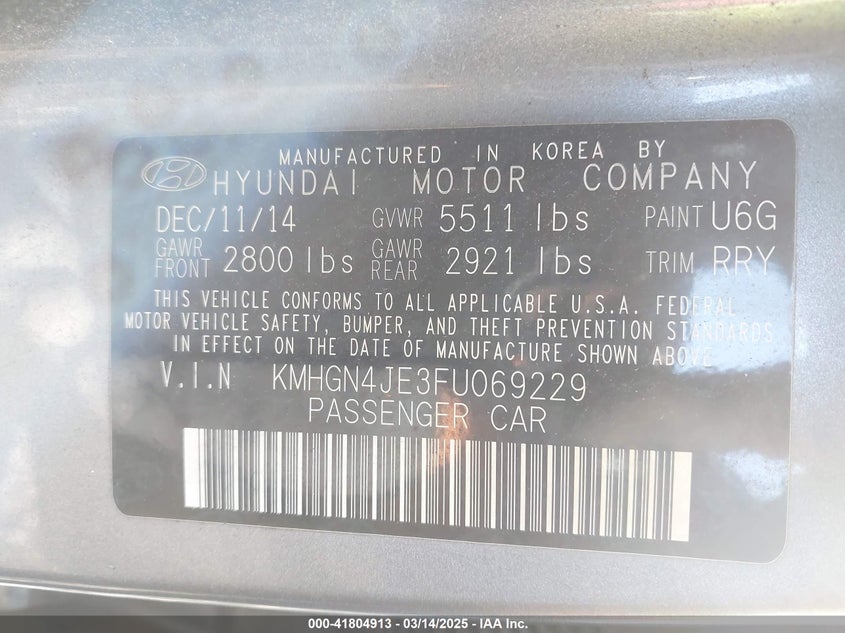 MANUFACTURED IN KOREA BY
HYUNDAI MOTOR COMPANY
DEC/11/14 GVWR 5511 lbs PAINT U6G
GAWR FRONT 2800 lbs GAWR REAR 2921 lbs TRIM RRY
THIS VEHICLE CONFORMS TO ALL APPLICABLE U.S.A. FEDERAL
MOTOR VEHICLE SAFETY, BUMPER, AND THEFT PREVENTION STANDARDS
IN EFFECT ON THE DATE OF MANUFACTURE SHOWN ABOVE
V.I.N KMHGN4JE3FU069229
PASSENGER CAR
000-41804913 - 03/14/2025 - IAA Inc.